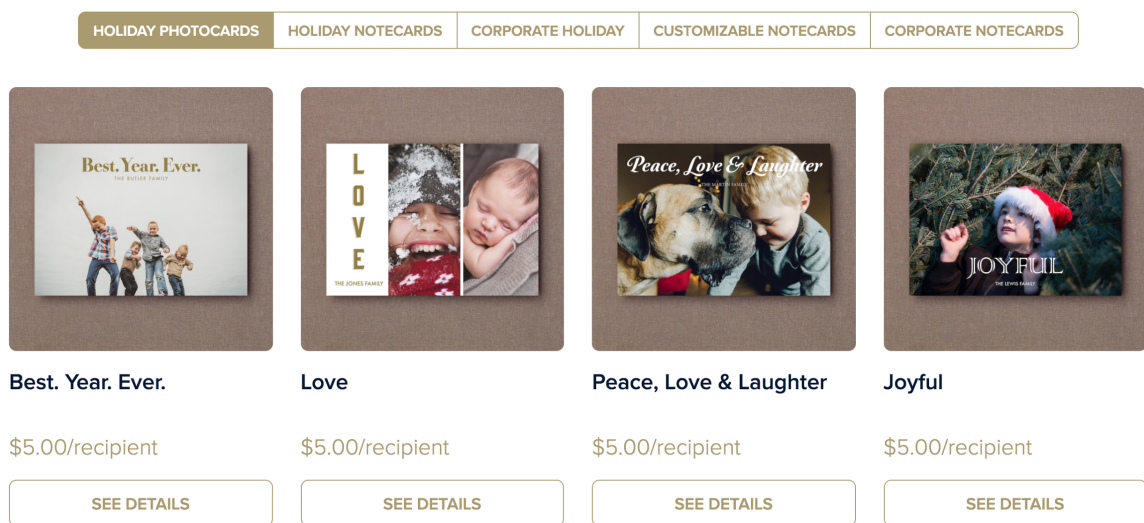 HOLIDAY PHOTOCARDS HOLIDAY NOTECARDS CORPORATE HOLIDAY CUSTOMIZABLE NOTECARDS CORPORATE NOTECARDS
Best. Year. Ever.
THE BUTLER FAMILY
L
O
V
E
THE JONES FAMILY
Peace, Love & Laughter
THE MARTIN FAMILY
JOYFUL
THE LEWIS FAMILY
Best. Year. Ever.
Love
Peace, Love & Laughter
Joyful
$5.00/recipient
$5.00/recipient
$5.00/recipient
$5.00/recipient
SEE DETAILS
SEE DETAILS
SEE DETAILS
SEE DETAILS